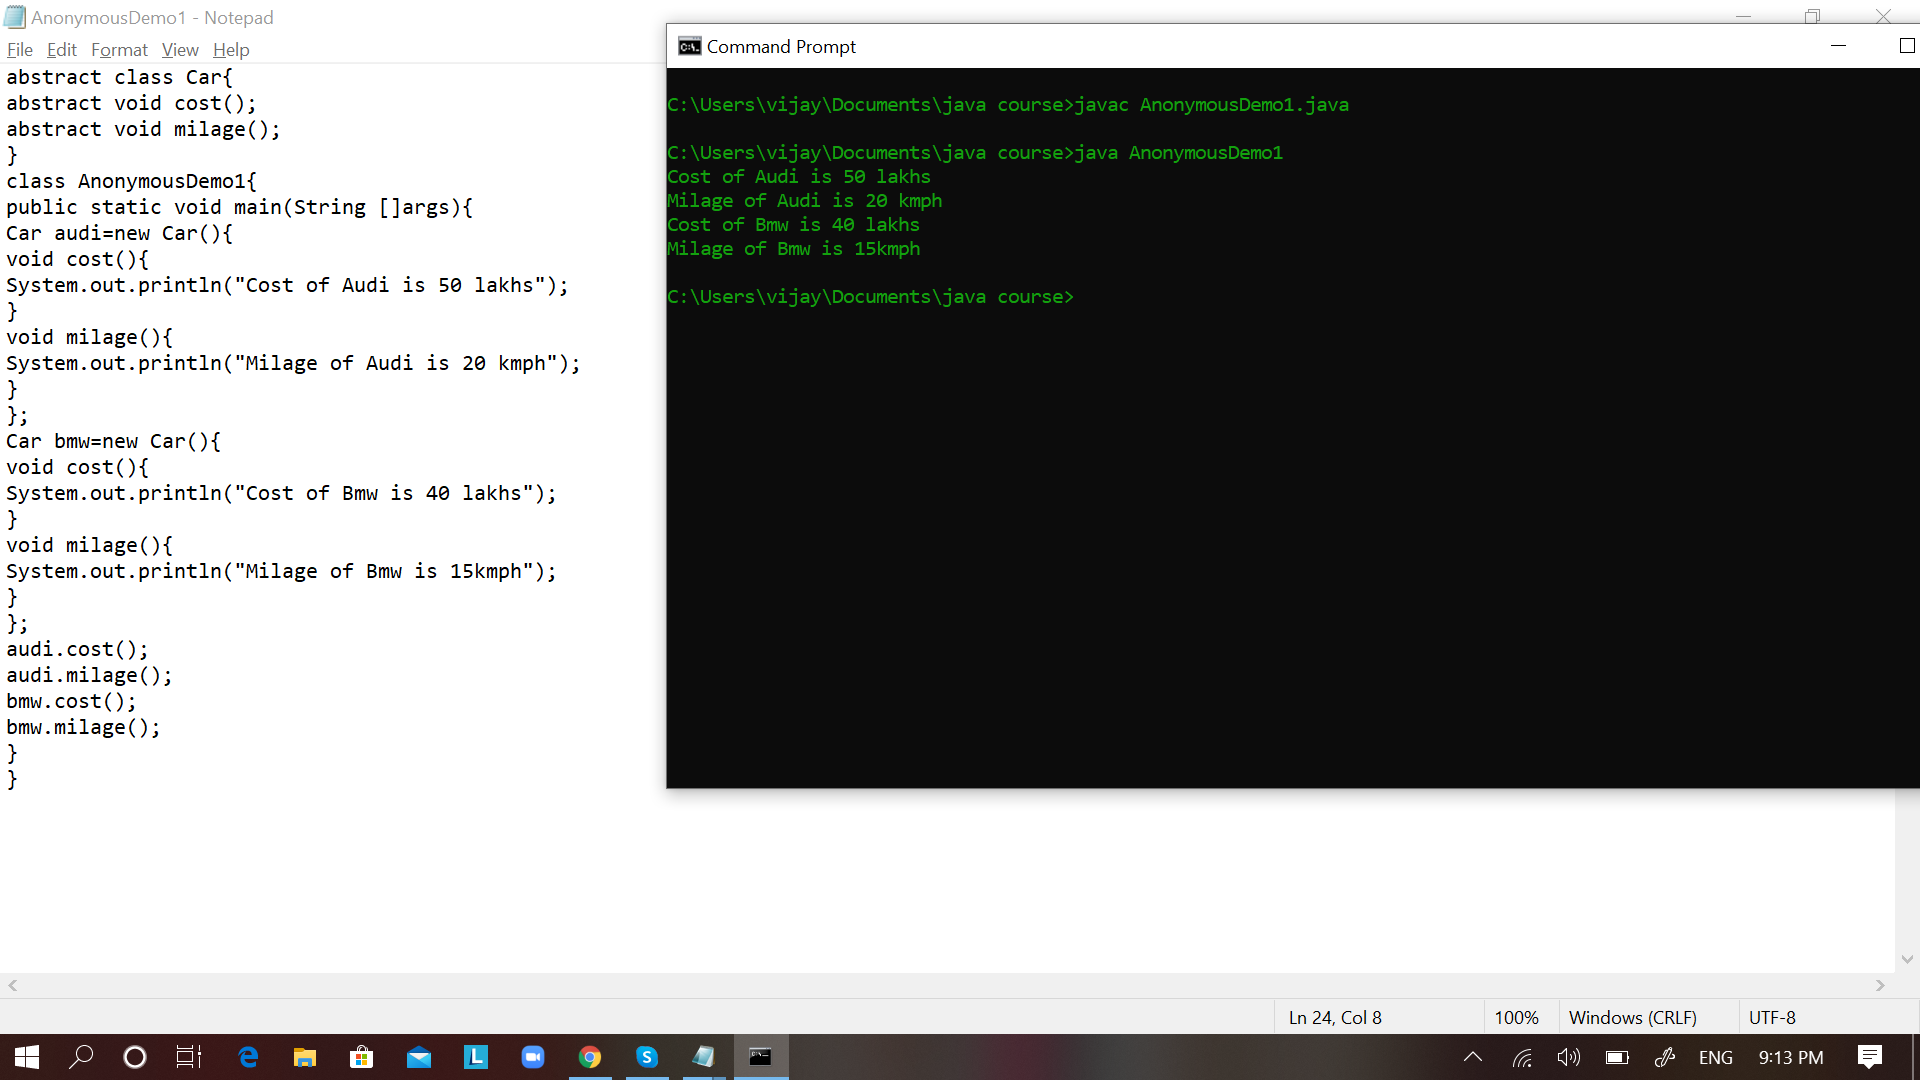 AnonymousDemo1 - Notepad
File Edit Format View Help
abstract class Car{
abstract void cost();
abstract void milage();
}
class AnonymousDemo1{
public static void main(String []args){
Car audi=new Car(){
void cost(){
System.out.println("Cost of Audi is 50 lakhs");
}
void milage(){
System.out.println("Milage of Audi is 20 kmph");
}
};
Car bmw=new Car(){
void cost(){
System.out.println("Cost of Bmw is 40 lakhs");
}
void milage(){
System.out.println("Milage of Bmw is 15kmph");
}
};
audi.cost();
audi.milage();
bmw.cost();
bmw.milage();
}
}
Command Prompt
C:\Users\vijay\Documents\java course>javac AnonymousDemo1.java
C:\Users\vijay\Documents\java course>java AnonymousDemo1
Cost of Audi is 50 lakhs
Milage of Audi is 20 kmph
Cost of Bmw is 40 lakhs
Milage of Bmw is 15kmph
C:\Users\vijay\Documents\java course>
Ln 24, Col 8
100%
Windows (CRLF)
UTF-8
ENG
9:13 PM